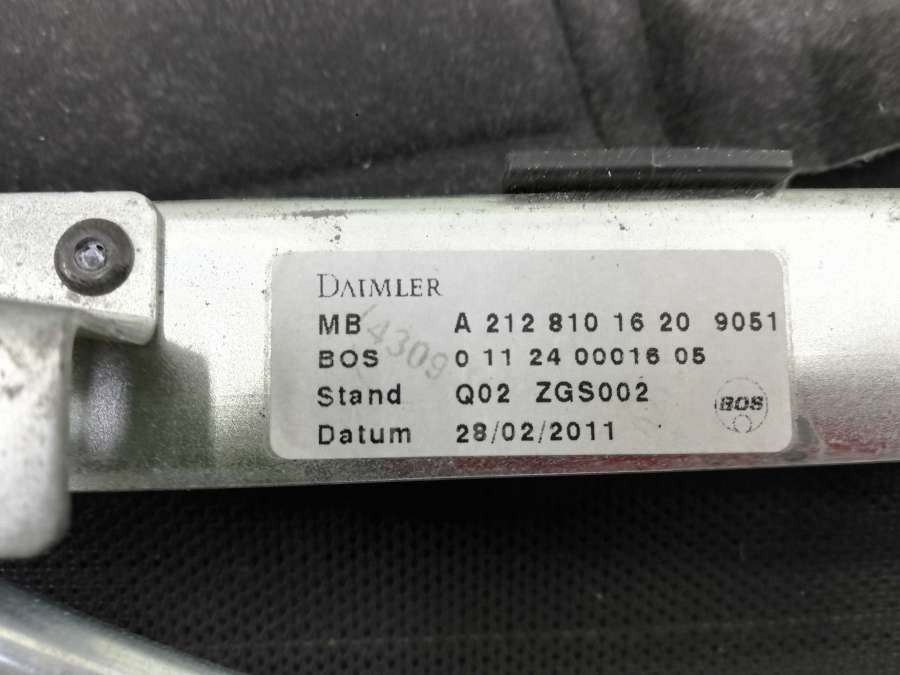 DAIMLER
MB A 212 810 16 20 9051
BOS 0 11 24 00016 05
Stand Q02 ZGS002
Datum 28/02/2011
BOS
4309